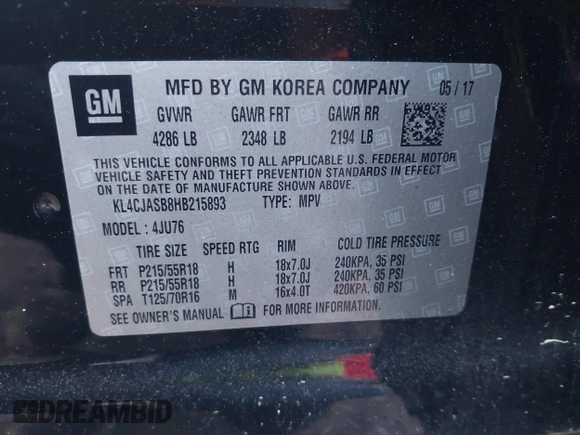 GM
MFD BY GM KOREA COMPANY 05 / 17
GVWR GAWR FRT GAWR RR
4286 LB 2348 LB 2194 LB
THIS VEHICLE CONFORMS TO ALL APPLICABLE U.S. FEDERAL MOTOR
VEHICLE SAFETY AND THEFT PREVENTION STANDARDS IN EFFECT
ON THE DATE OF MANUFACTURE SHOWN ABOVE.
KL4CJASB8HB215893 TYPE: MPV
MODEL : 4JU76
TIRE SIZE SPEED RTG RIM COLD TIRE PRESSURE
FRT P215/55R18 H 18x7.0J 240KPA, 35 PSI
RR P215/55R18 H 18x7.0J 240KPA, 35 PSI
SPA T125/70R16 M 16x4.0T 420KPA, 60 PSI
SEE OWNER'S MANUAL FOR MORE INFORMATION.
DREAMBID